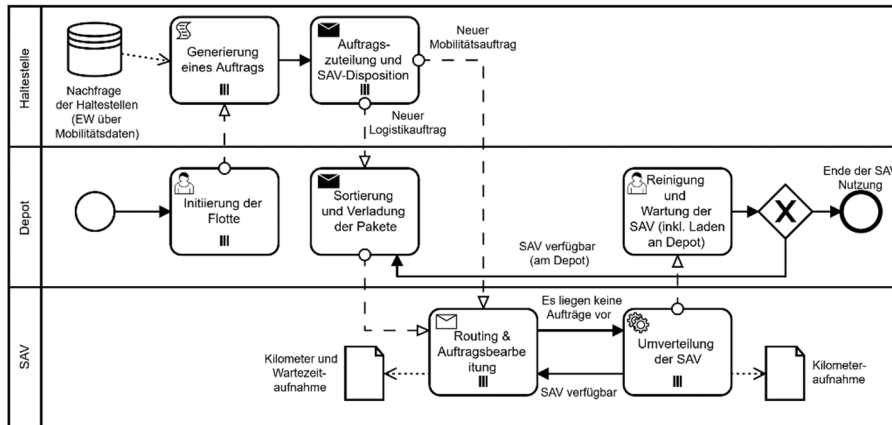 Haltestelle
Nachfrage
der Haltestellen
(EW über
Mobilitätsdaten)
Generierung
eines Auftrags
Auftrags-
zuteilung und
SAV-Disposition
Neuer
Mobilitätsauftrag
Neuer
Logistikauftrag
Depot
Initiierung der
Flotte
Sortierung
und Verladung
der Pakete
Reinigung
und
Wartung der
SAV (inkl. Laden
an Depot)
Ende der SAV
Nutzung
SAV verfügbar
(am Depot)
SAV
Kilometer und
Wartezeit-
aufnahme
Routing &
Auftragsbearbe
itung
Es liegen keine
Aufträge vor
SAV verfügbar
Umverteilung
der SAV
Kilometer-
aufnahme